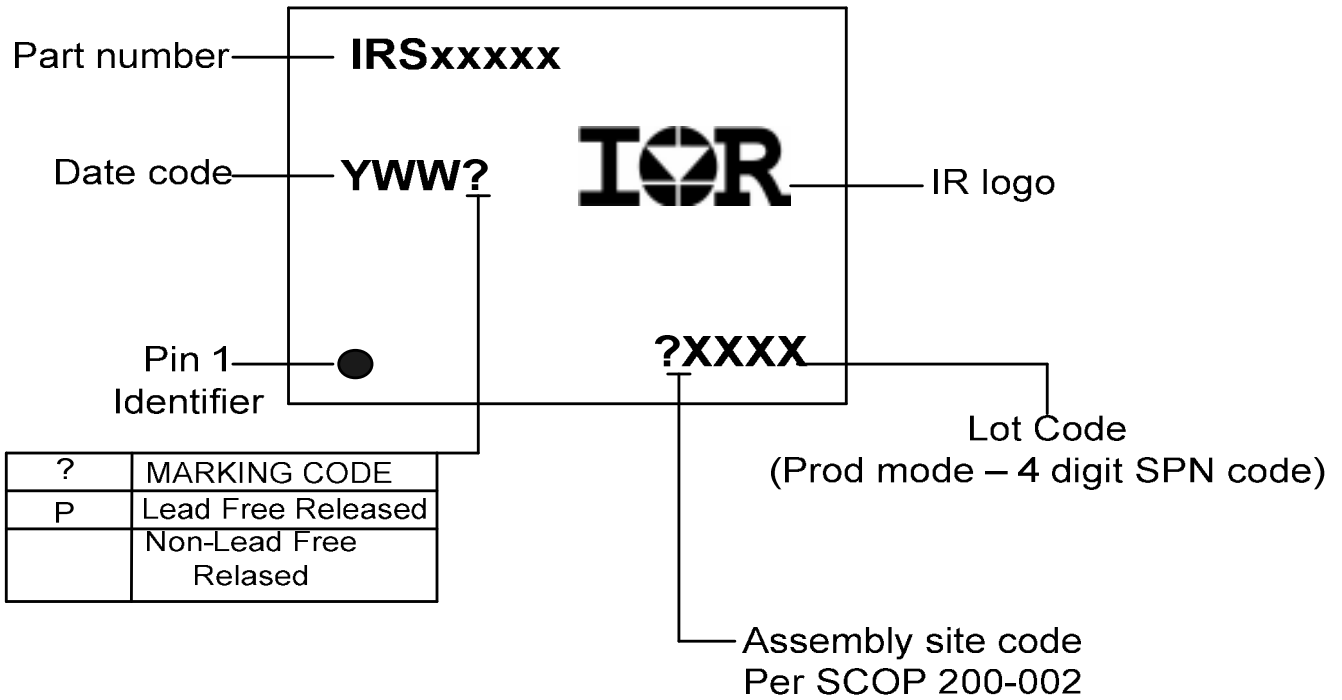 Part number
IRSxxxxx
Date code
YWW?
IOR
IR logo
Pin 1
Identifier
?XXXX
Lot Code
(Prod mode – 4 digit SPN code)
? MARKING CODE
P Lead Free Released
Non-Lead Free
Relased
Assembly site code
Per SCOP 200-002